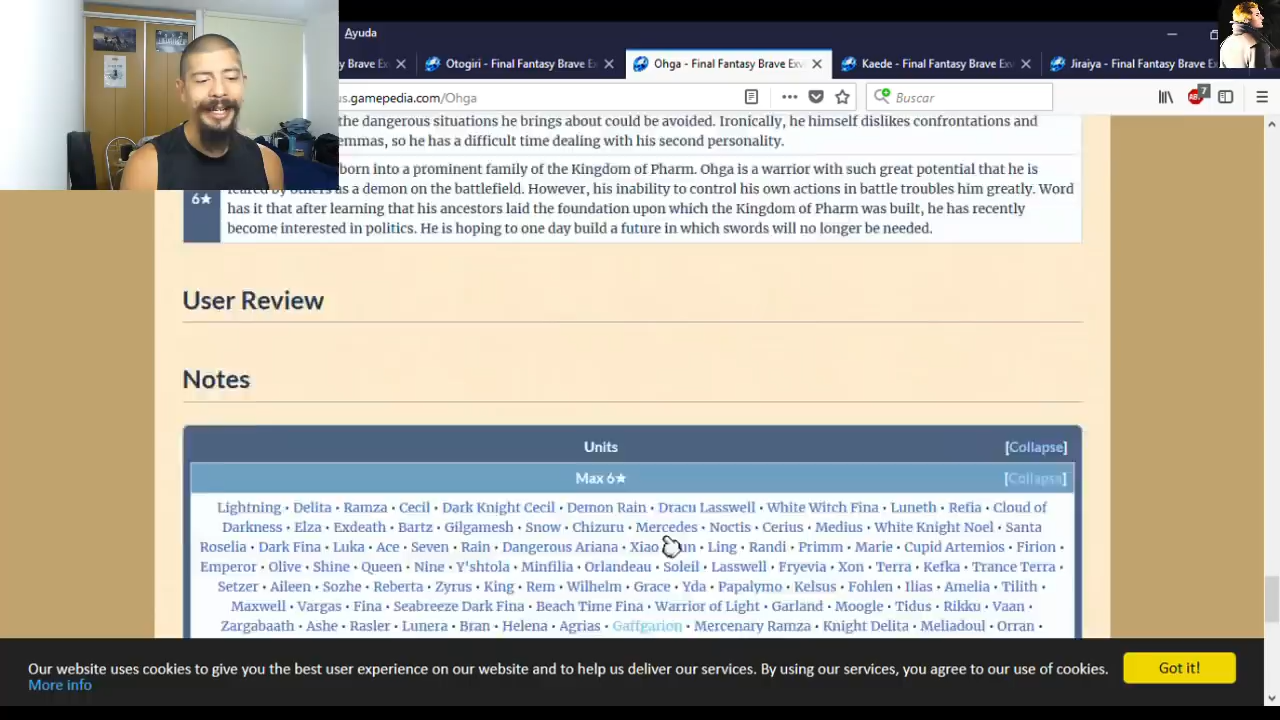 Ayuda
y Brave Ex
Otogiri - Final Fantasy Brave Ex
Ohga - Final Fantasy Brave Exv
Kaede - Final Fantasy Brave Ex
Jiraiya - Final Fantasy Brave Ex
us.gamepedia.com/Ohga
Buscar
7
the dangerous situations he brings about could be avoided. Ironically, he himself dislikes confrontations and
emmas, so he has a difficult time dealing with his second personality.
born into a prominent family of the Kingdom of Pharm. Ohga is a warrior with such great potential that he is
feared by others as a demon on the battlefield. However, his inability to control his own actions in battle troubles him greatly. Word
6★
has it that after learning that his ancestors laid the foundation upon which the Kingdom of Pharm was built, he has recently
become interested in politics. He is hoping to one day build a future in which swords will no longer be needed.
User Review
Notes
Units
[Collapse]
Max 6★
[Collapse]
Lightning • Delita • Ramza • Cecil • Dark Knight Cecil • Demon Rain • Dracu Lasswell • White Witch Fina • Luneth • Refia • Cloud of
Darkness • Elza • Exdeath • Bartz • Gilgamesh • Snow • Chizuru • Mercedes • Noctis • Cerius • Medius • White Knight Noel • Santa
Roselia • Dark Fina • Luka • Ace • Seven • Rain • Dangerous Ariana • Xiao • Ling • Randi • Primm • Marie • Cupid Artemios • Firion •
Emperor • Olive • Shine • Queen • Nine • Y'shtola • Minfilia • Orlandeau • Soleil • Lasswell • Fryevia • Xon • Terra • Kefka • Trance Terra •
Setzer • Aileen • Sozhe • Reberta • Zyrus • King • Rem • Wilhelm • Grace • Yda • Papalymo • Kelsus • Fohlen • Ilias • Amelia • Tilith •
Maxwell • Vargas • Fina • Seabreeze Dark Fina • Beach Time Fina • Warrior of Light • Garland • Moogle • Tidus • Rikku • Vaan •
Zargabaath • Ashe • Rasler • Lunera • Bran • Helena • Agrias • Gaffgarion • Mercenary Ramza • Knight Delita • Meliadoul • Orran •
Our website uses cookies to give you the best user experience on our website and to help us deliver our services. By using our services, you agree to our use of cookies.
More info
Got it!